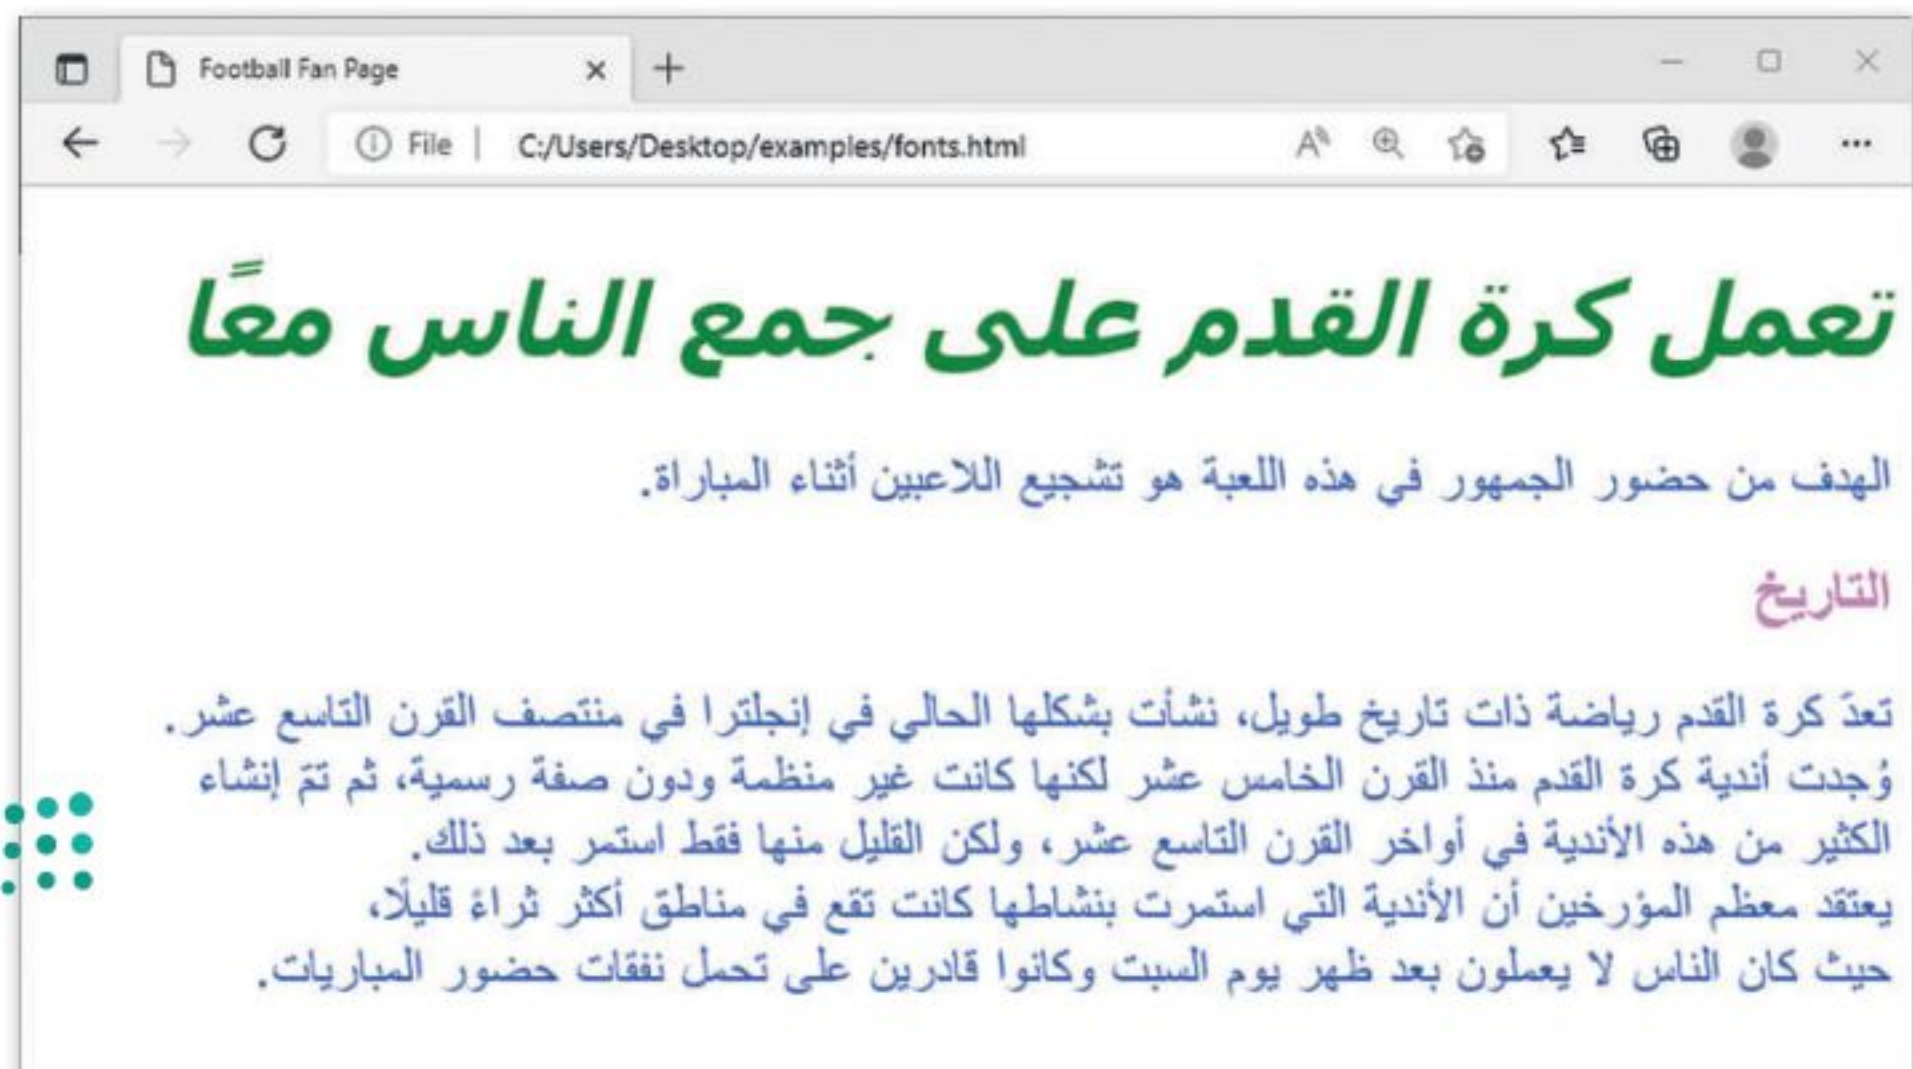 Football Fan Page
File | C:/Users/Desktop/examples/fonts.html
تعمل كرة القدم على جمع الناس معًا
الهدف من حضور الجمهور في هذه اللعبة هو تشجيع اللاعبين أثناء المباراة.
التاريخ
تعدّ كرة القدم رياضة ذات تاريخ طويل، نشأت بشكلها الحالي في إنجلترا في منتصف القرن التاسع عشر.
وُجدت أندية كرة القدم منذ القرن الخامس عشر لكنها كانت غير منظمة ودون صفة رسمية، ثم تمّ إنشاء
الكثير من هذه الأندية في أواخر القرن التاسع عشر، ولكن القليل منها فقط استمر بعد ذلك.
يعتقد معظم المؤرخين أن الأندية التي استمرت بنشاطها كانت تقع في مناطق أكثر ثراءً قليلًا،
حيث كان الناس لا يعملون بعد ظهر يوم السبت وكانوا قادرين على تحمل نفقات حضور المباريات.